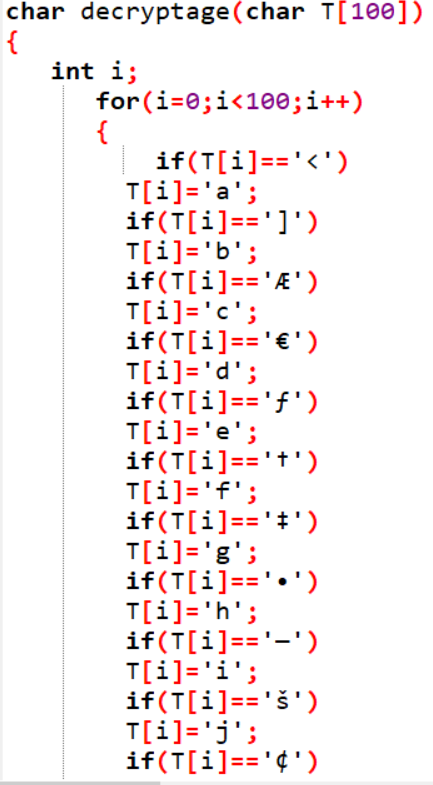 char decryptage(char T[100])
{
int i;
for(i=0;i<100;i++)
{
if(T[i]=='<')
T[i]='a';
if(T[i]==']')
T[i]='b';
if(T[i]=='Æ')
T[i]='c';
if(T[i]=='€')
T[i]='d';
if(T[i]=='ƒ')
T[i]='e';
if(T[i]=='†')
T[i]='f';
if(T[i]=='‡')
T[i]='g';
if(T[i]=='•')
T[i]='h';
if(T[i]=='—')
T[i]='i';
if(T[i]=='š')
T[i]='j';
if(T[i]=='¢')